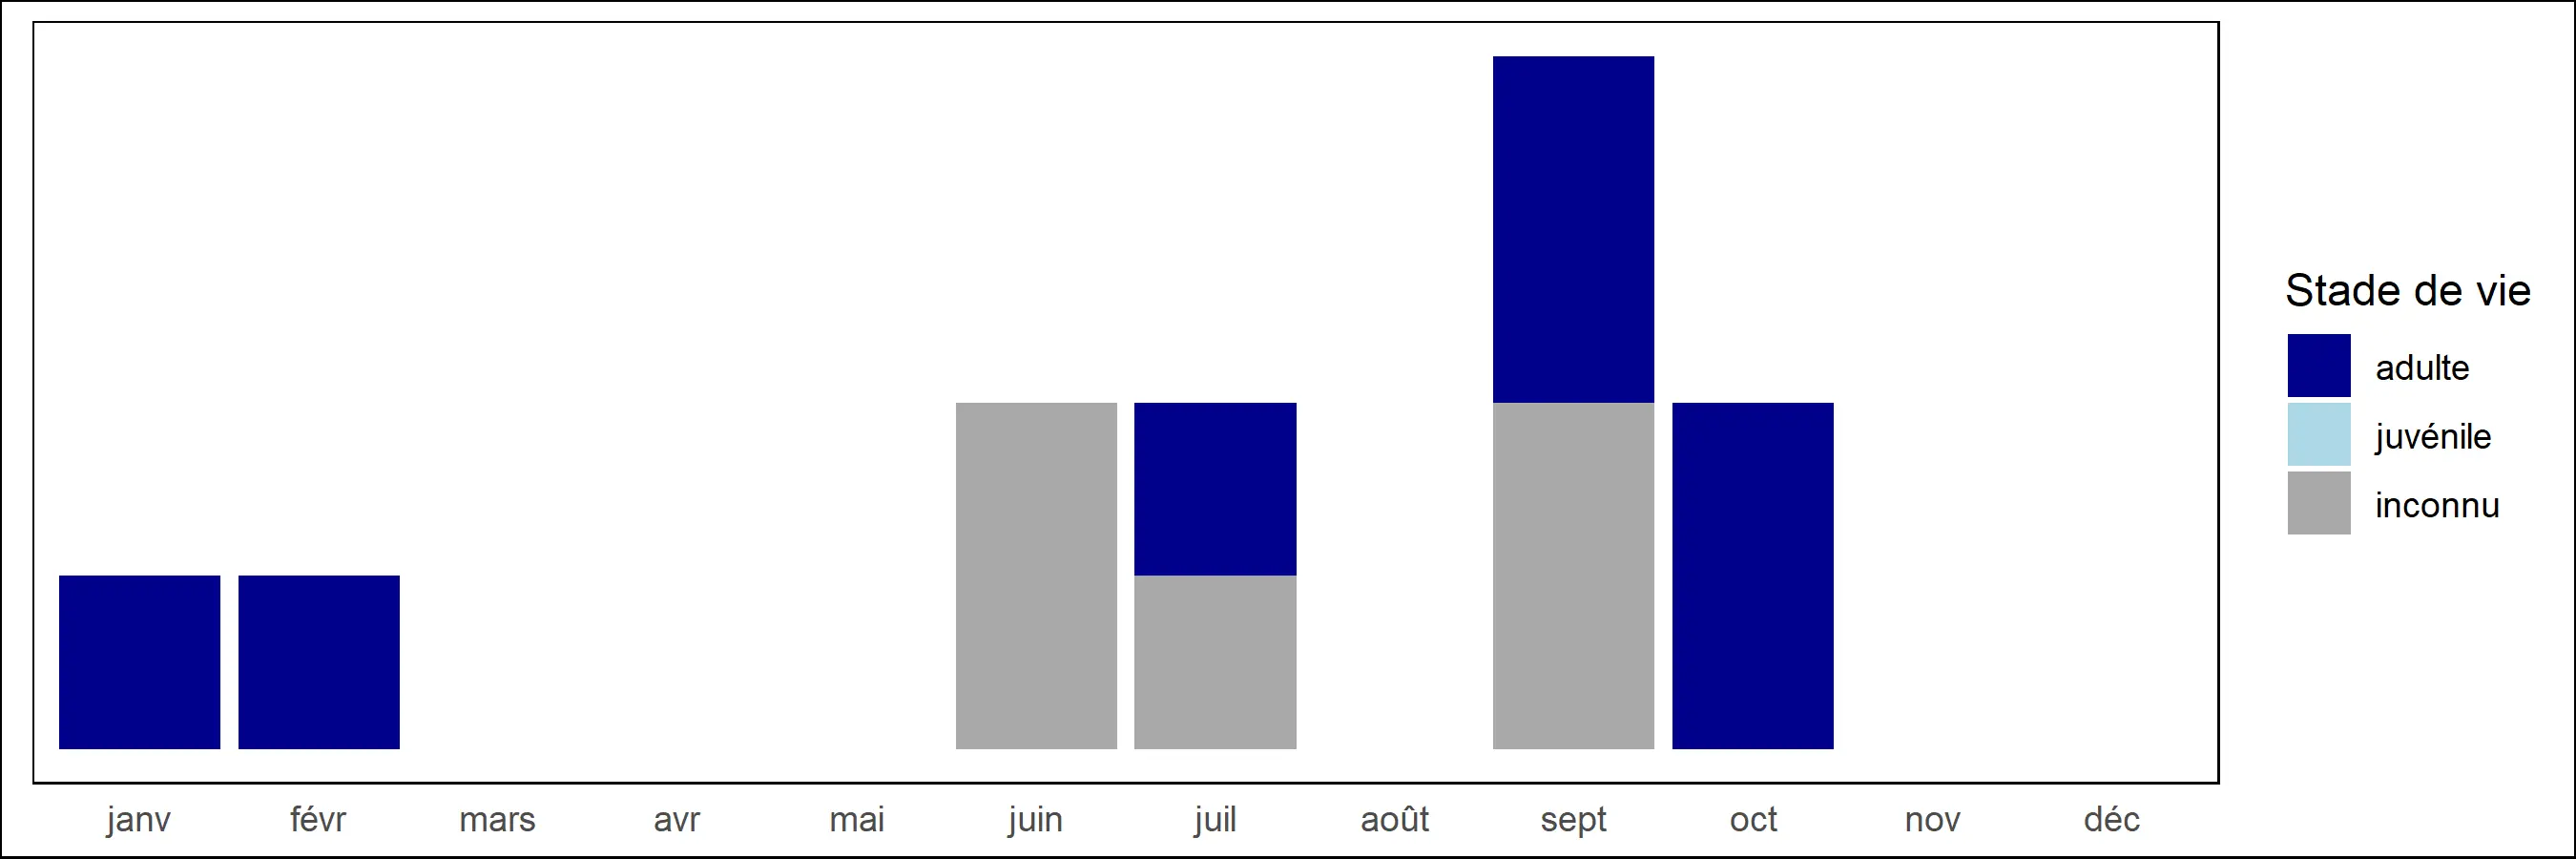 Stade de vie
adulte
juvénile
inconnu
janv févr mars avr mai juin juil août sept oct nov déc